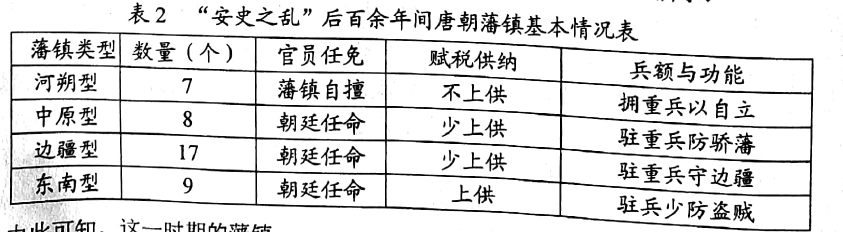 表2 “安史之乱”后百余年间唐朝藩镇基本情况表
藩镇类型 数量(个) 官员任免 赋税供纳 兵额与功能
河朔型 7 藩镇自擅 不上供 拥重兵以自立
中原型 8 朝廷任命 少上供 驻重兵防骄藩
边疆型 17 朝廷任命 少上供 驻重兵守边疆
东南型 9 朝廷任命 上供 驻兵少防盗贼
由此可知,这一时期的藩镇